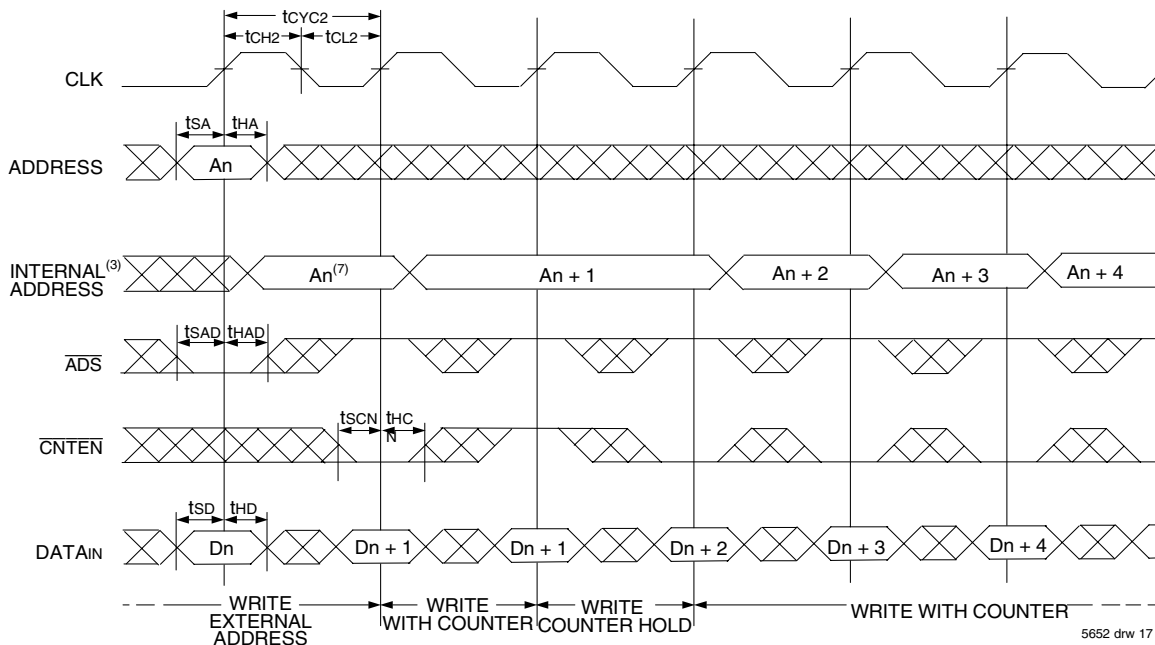 tCYC2
tCH2 tCL2
CLK
tSA tHA
ADDRESS An
INTERNAL(3)
ADDRESS An(7) An + 1 An + 2 An + 3 An + 4
tSAD tHAD
ADS
tSCN tHC
N
CNTEN
tSD tHD
DATAIN Dn Dn + 1 Dn + 1 Dn + 2 Dn + 3 Dn + 4
WRITE
EXTERNAL
ADDRESS
WRITE
WITH COUNTER
WRITE
COUNTER HOLD
WRITE WITH COUNTER
5652 drw 17